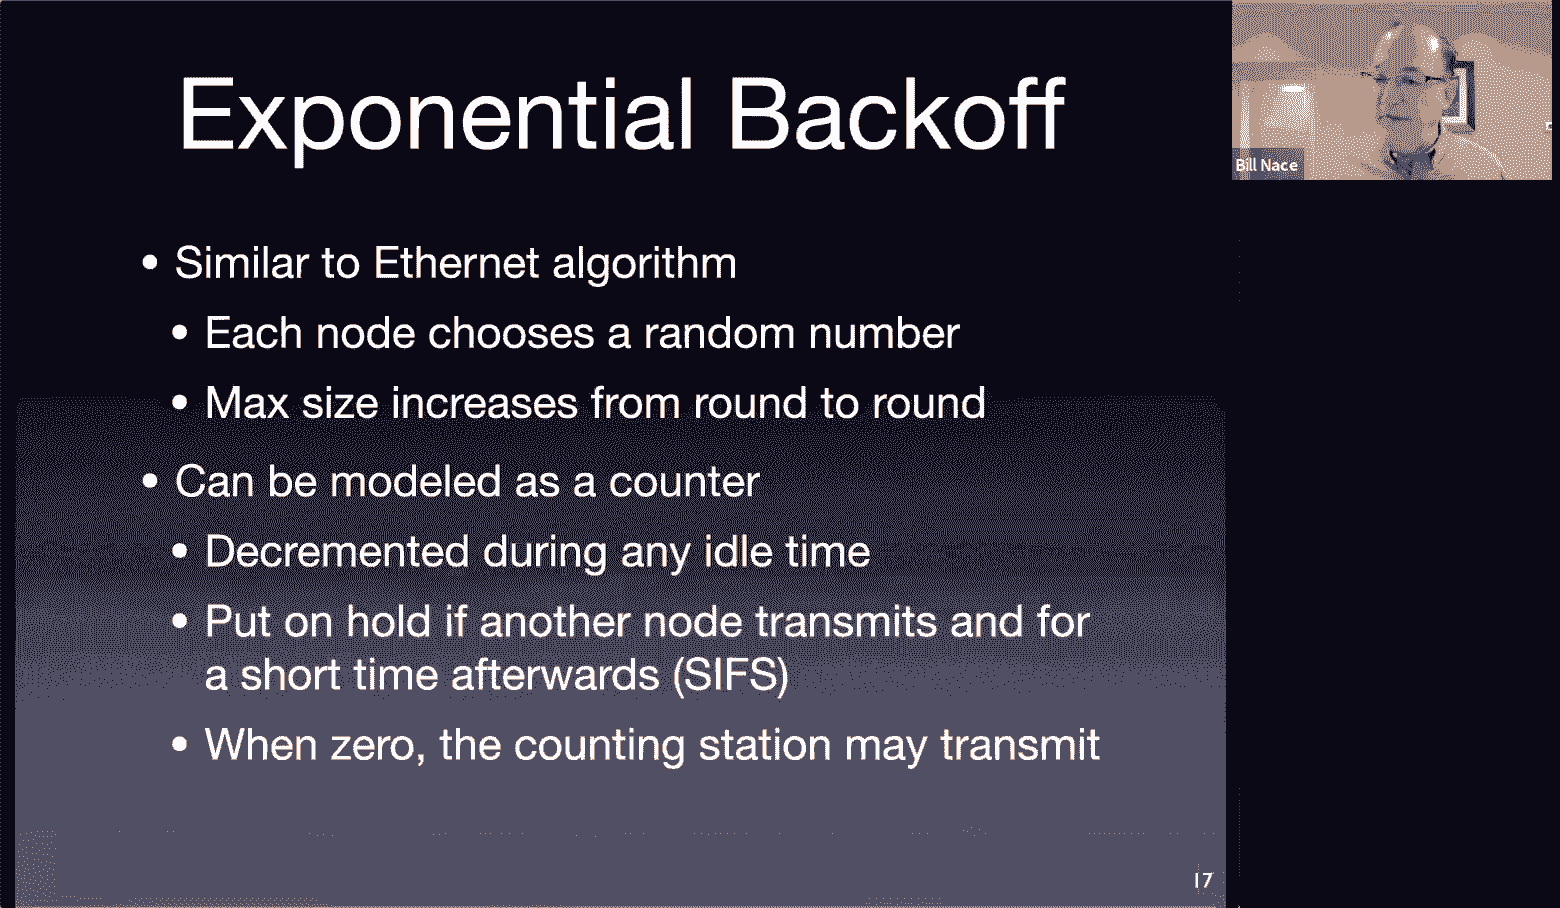 Exponential Backoff
Bill Nace
• Similar to Ethernet algorithm
• Each node chooses a random number
• Max size increases from round to round
• Can be modeled as a counter
• Decremented during any idle time
• Put on hold if another node transmits and for
a short time afterwards (SIFS)
• When zero, the counting station may transmit
17